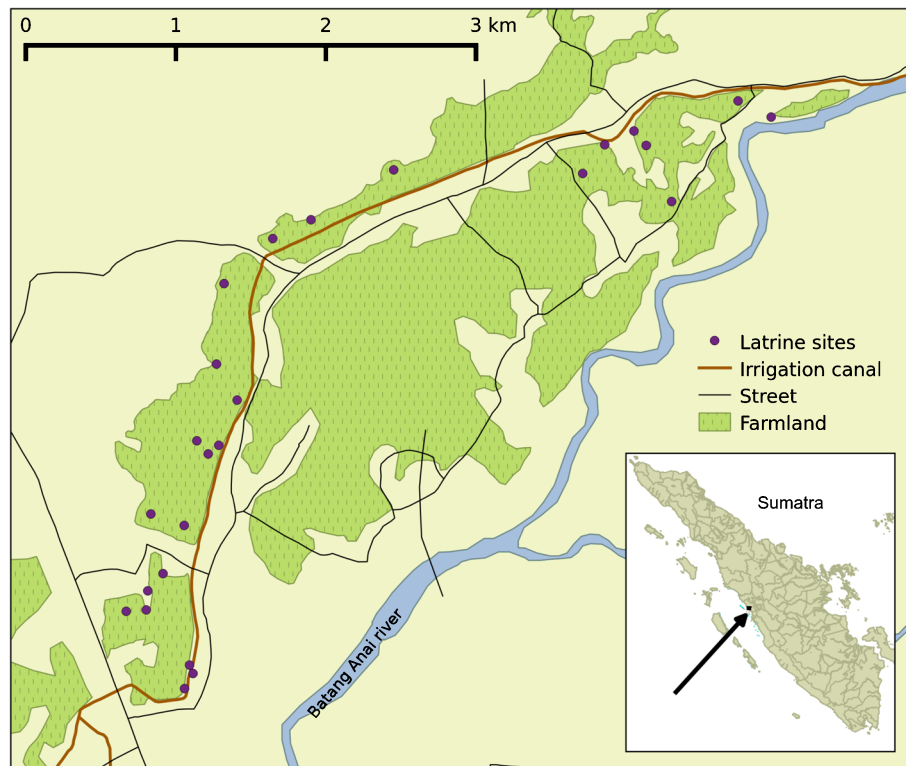 0 1 2 3 km
Latrine sites
Irrigation canal
Street
Farmland
Sumatra
Batang Anai river